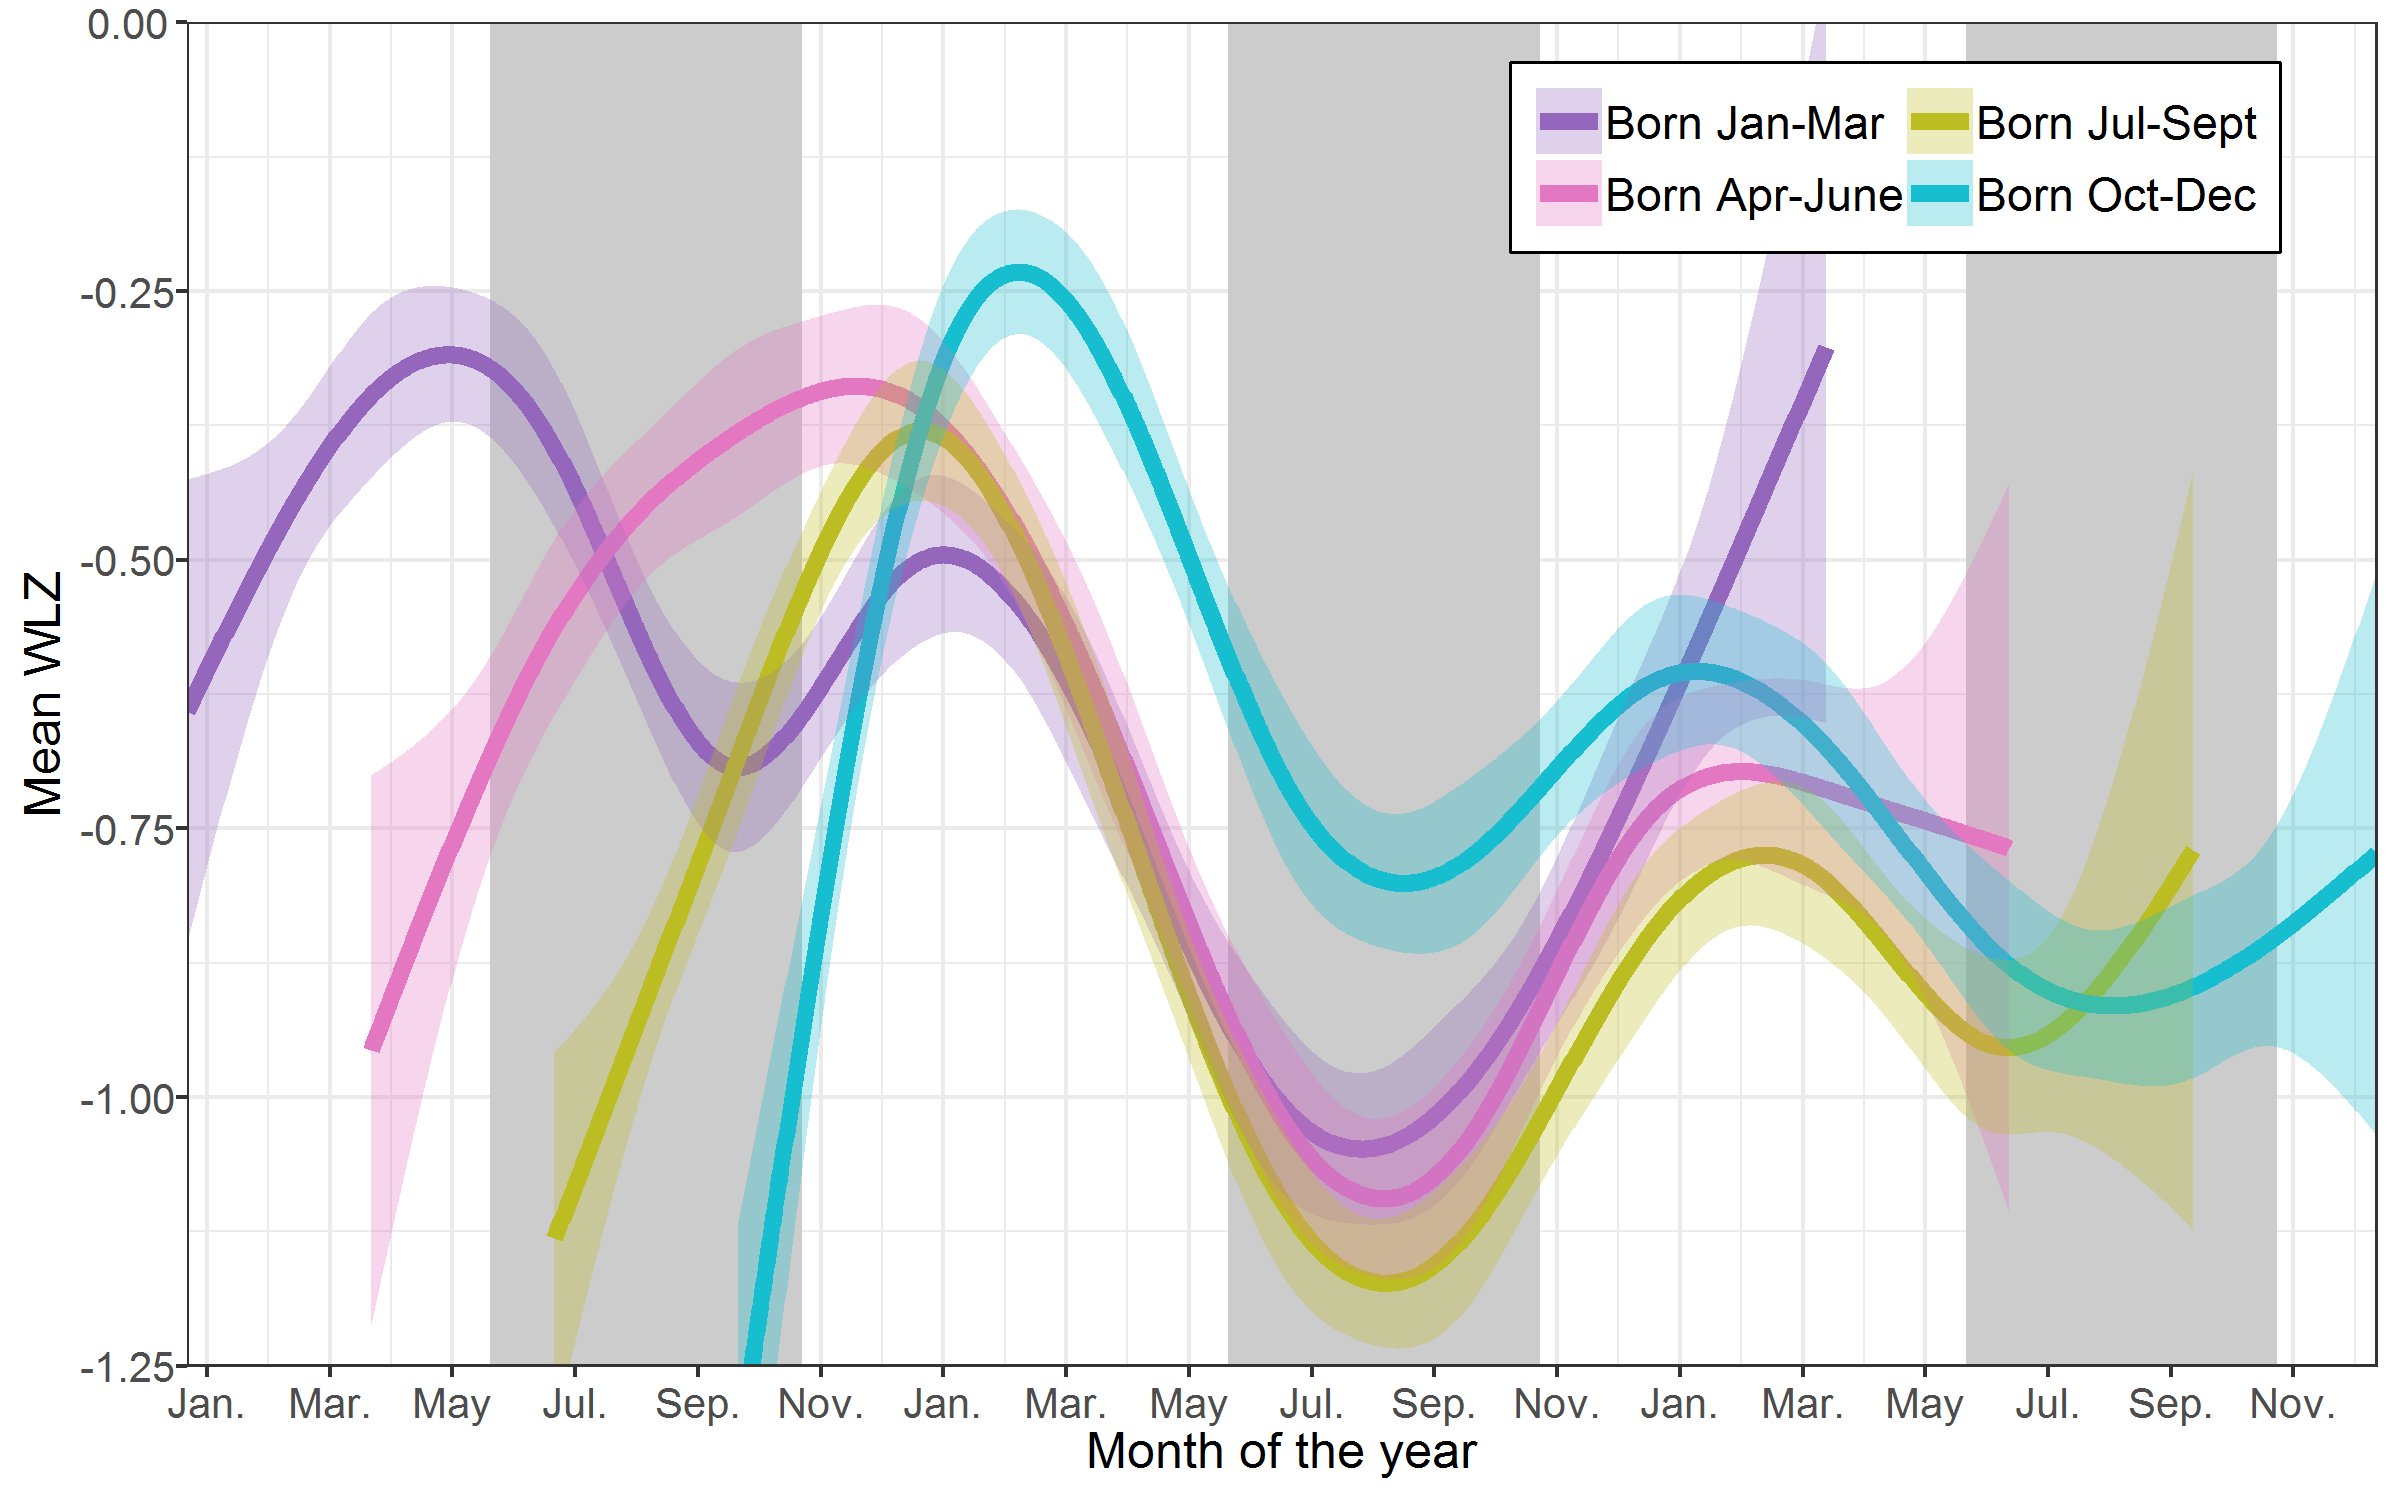 0.00
-0.25
-0.50
-0.75
-1.00
-1.25
Mean WLZ
Born Jan-Mar Born Jul-Sept
Born Apr-June Born Oct-Dec
Jan. Mar. May Jul. Sep. Nov. Jan. Mar. May Jul. Sep. Nov. Jan. Mar. May Jul. Sep. Nov.
Month of the year